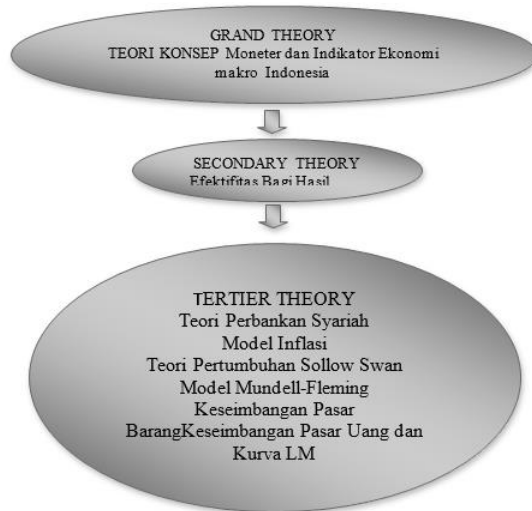 GRAND THEORY
TEORI KONSEP Moneter dan Indikator Ekonomi
makro Indonesia
SECONDARY THEORY
Efektifitas Bagi Hasil
TERTIER THEORY
Teori Perbankan Syariah
Model Inflasi
Teori Pertumbuhan Sollow Swan
Model Mundell-Fleming
Keseimbangan Pasar
BarangKeseimbangan Pasar Uang dan
Kurva LM